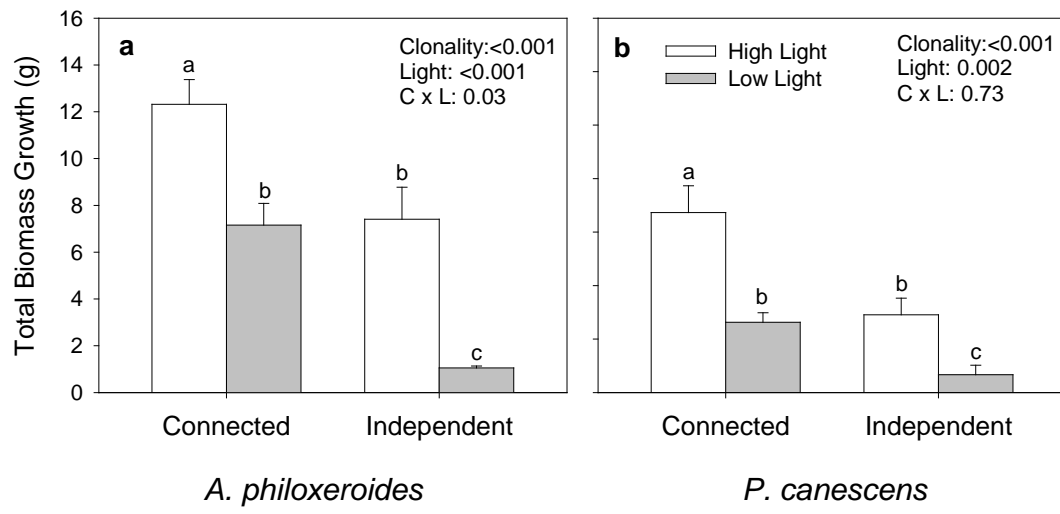 Total Biomass Growth (g)
16
14
12
10
8
6
4
2
0
a
Clonality:<0.001
Light: <0.001
C x L: 0.03
a
b
b
c
Connected
Independent
A. philoxeroides
b
High Light
Low Light
Clonality:<0.001
Light: 0.002
C x L: 0.73
a
b
b
c
Connected
Independent
P. canescens